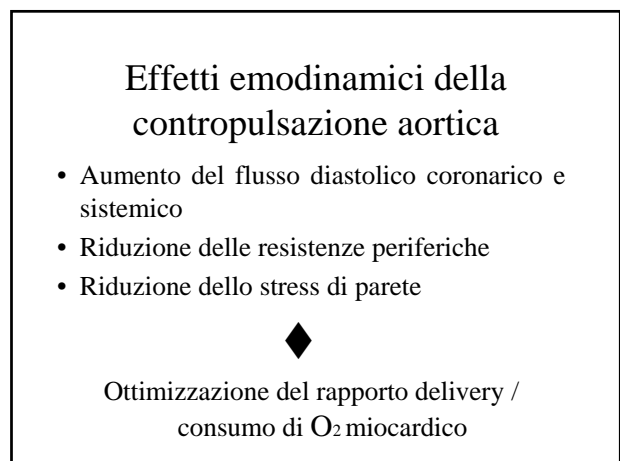 Effetti emodinamici della
contropulsazione aortica
• Aumento del flusso diastolico coronarico e
sistemico
• Riduzione delle resistenze periferiche
• Riduzione dello stress di parete
Ottimizzazione del rapporto delivery /
consumo di O₂ miocardico